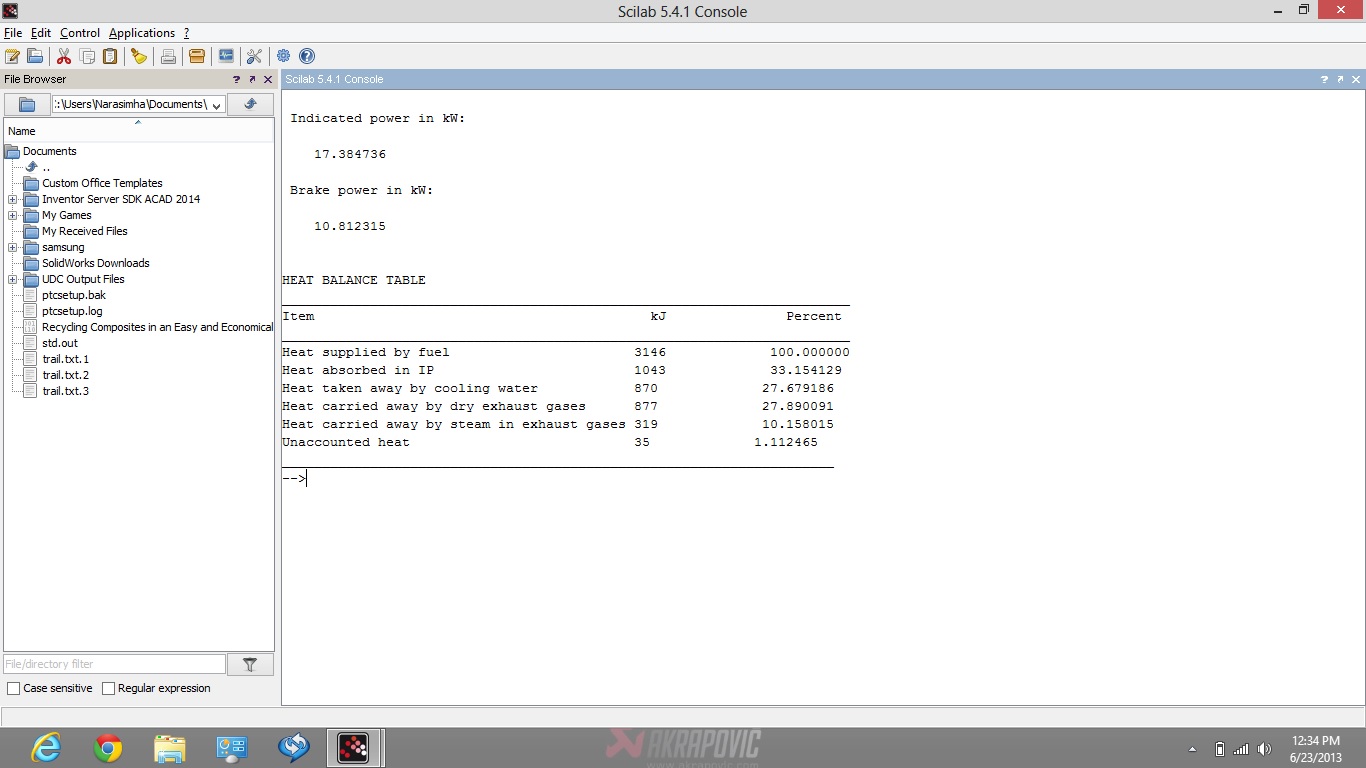 Scilab 5.4.1 Console
File Edit Control Applications ?
File Browser
:\Users\Narasimha\Documents\
Name
Documents
..
Custom Office Templates
Inventor Server SDK ACAD 2014
My Games
My Received Files
samsung
SolidWorks Downloads
UDC Output Files
ptcsetup.bak
ptcsetup.log
Recycling Composites in an Easy and Economical
std.out
trail.txt.1
trail.txt.2
trail.txt.3
File/directory filter
Case sensitive Regular expression
Scilab 5.4.1 Console
Indicated power in kW:
17.384736
Brake power in kW:
10.812315
HEAT BALANCE TABLE
Item kJ Percent
Heat supplied by fuel 3146 100.000000
Heat absorbed in IP 1043 33.154129
Heat taken away by cooling water 870 27.679186
Heat carried away by dry exhaust gases 877 27.890091
Heat carried away by steam in exhaust gases 319 10.158015
Unaccounted heat 35 1.112465
-->
AKRAPOVIC
www.akrapovic.com
12:34 PM
6/23/2013